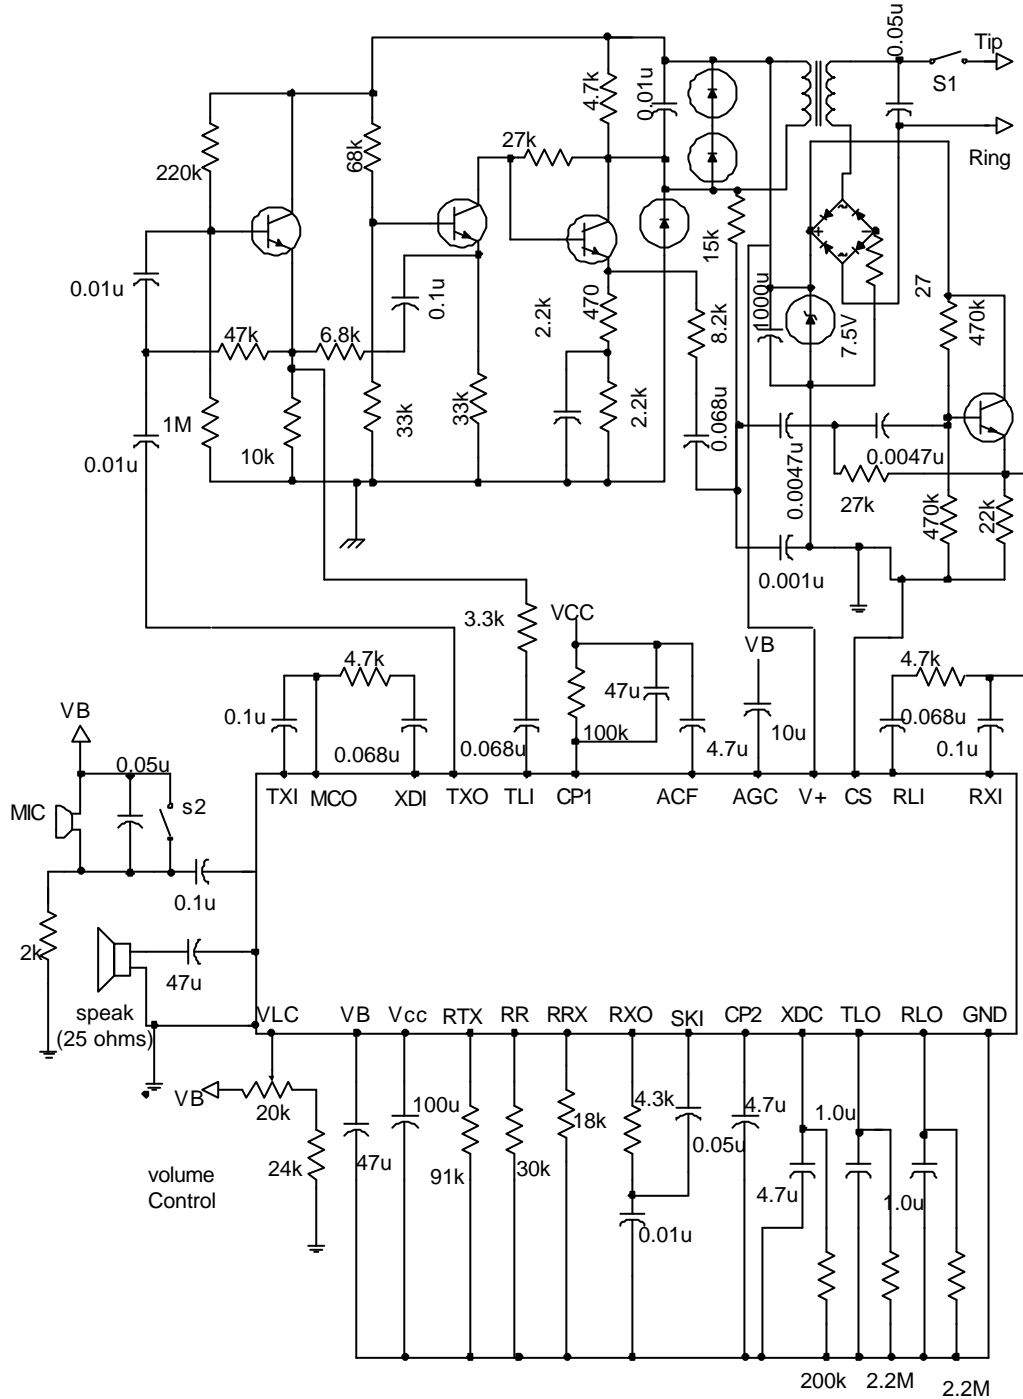 0.05u
Tip
S1
Ring
4.7k
0.01u
27k
68k
220k
15k
0.01u
0.1u
2.2k
470
1000u
27
8.2k
7.5V
470k
47k
6.8k
1M
10k
33k
33k
2.2k
0.068u
0.01u
0.0047u
0.0047u
27k
470k
22k
0.001u
3.3k
VCC
VB
4.7k
4.7k
VB
0.1u
47u
0.068u
0.068u
0.068u
100k
4.7u
10u
0.1u
0.05u
TXI
MCO
XDI
TXO
TLI
CP1
ACF
AGC
V+
CS
RLI
RXI
MIC
s2
0.1u
2k
47u
speak
(25 ohms)
VLC
VB
Vcc
RTX
RR
RRX
RXO
SKI
CP2
XDC
TLO
RLO
GND
VB
20k
100u
4.3k
4.7u
1.0u
18k
0.05u
24k
47u
91k
30k
4.7u
1.0u
volume
Control
0.01u
200k
2.2M
2.2M